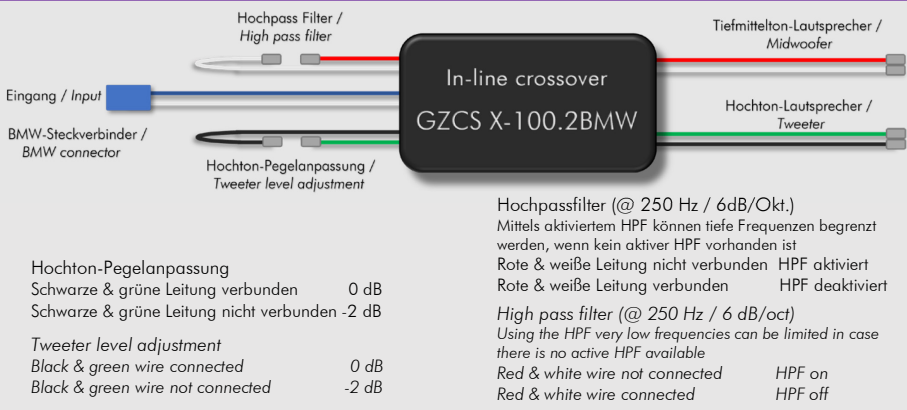 Hochpass Filter /
High pass filter
Eingang / Input
BMW-Steckverbinder /
BMW connector
Hochton-Pegelanpassung /
Tweeter level adjustment
In-line crossover
GZCS X-100.2BMW
Tiefmittelton-Lautsprecher /
Midwoofer
Hochton-Lautsprecher /
Tweeter
Hochton-Pegelanpassung
Schwarze & grüne Leitung verbunden 0 dB
Schwarze & grüne Leitung nicht verbunden -2 dB
Tweeter level adjustment
Black & green wire connected 0 dB
Black & green wire not connected -2 dB
Hochpassfilter (@ 250 Hz / 6dB/Okt.)
Mittels aktiviertem HPF können tiefe Frequenzen begrenzt
werden, wenn kein aktiver HPF vorhanden ist
Rote & weiße Leitung nicht verbunden HPF aktiviert
Rote & weiße Leitung verbunden HPF deaktiviert
High pass filter (@ 250 Hz / 6 dB/oct)
Using the HPF very low frequencies can be limited in case
there is no active HPF available
Red & white wire not connected HPF on
Red & white wire connected HPF off